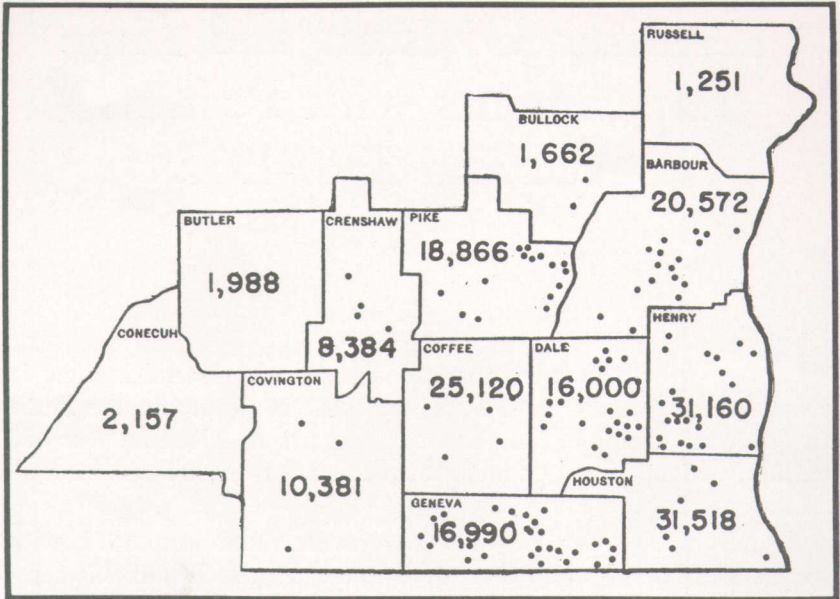 RUSSELL
1,251
BULLOCK
1,662
BARBOUR
20,572
BUTLER
1,988
CRENSHAW
8,384
PIKE
18,866
CONECUH
2,157
COVINGTON
10,381
COFFEE
25,120
DALE
16,000
HENRY
31,160
HOUSTON
31,518
GENEVA
16,990